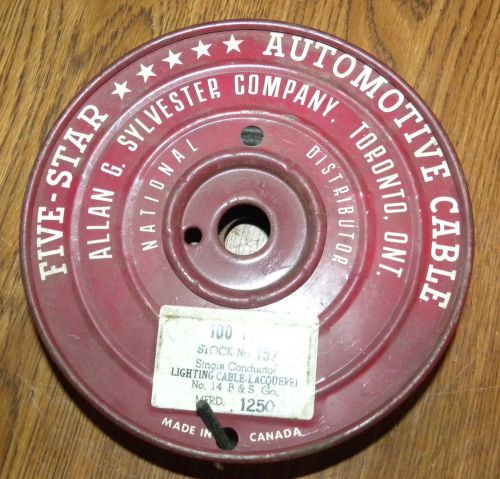 FIVE-STAR ★★★★★ AUTOMOTIVE CABLE
ALLAN G. SYLVESTER COMPANY, TORONTO, ONT.
NATIONAL DISTRIBUTOR
100
STOCK No. 157
Single Conductor
LIGHTING CABLE-LACQUERED
No. 14 B & S Ga.
MFRD. 1250
MADE IN CANADA